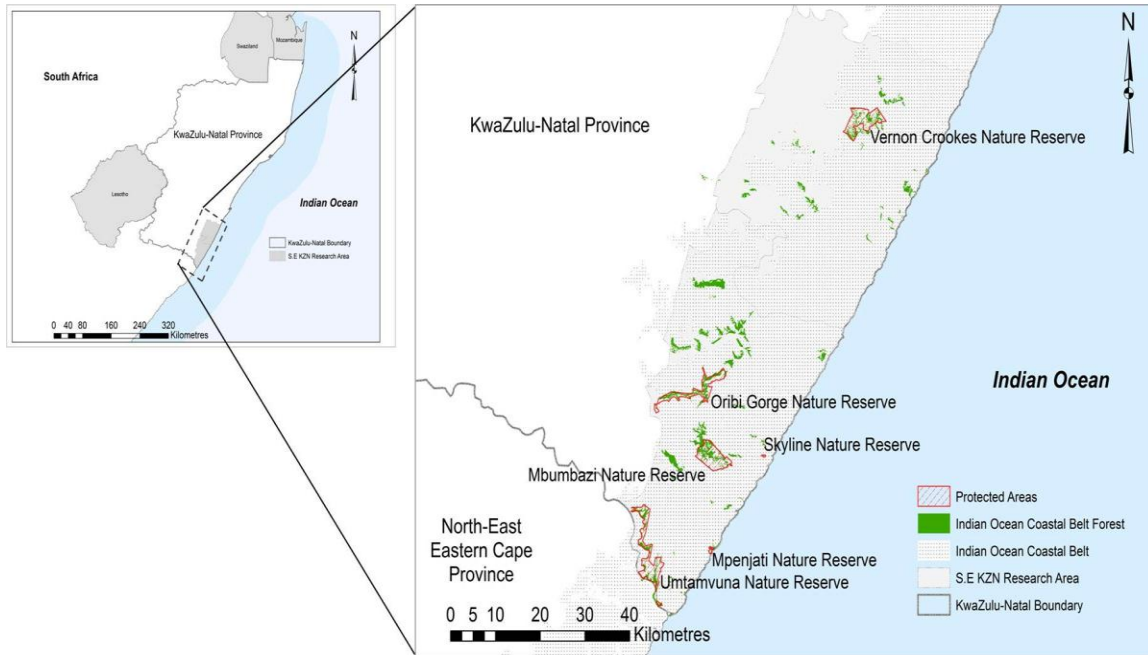 Swaziland
Mozambique
N
South Africa
KwaZulu-Natal Province
Lesotho
Indian Ocean
KwaZulu-Natal Boundary
S.E KZN Research Area
0 40 80 160 240 320
Kilometres
N
KwaZulu-Natal Province
Vernon Crookes Nature Reserve
Indian Ocean
Oribi Gorge Nature Reserve
Skyline Nature Reserve
Mbumbazi Nature Reserve
North-East
Eastern Cape
Province
Mpenjati Nature Reserve
Umtamvuna Nature Reserve
0 5 10 20 30 40
Kilometres
Protected Areas
Indian Ocean Coastal Belt Forest
Indian Ocean Coastal Belt
S.E KZN Research Area
KwaZulu-Natal Boundary